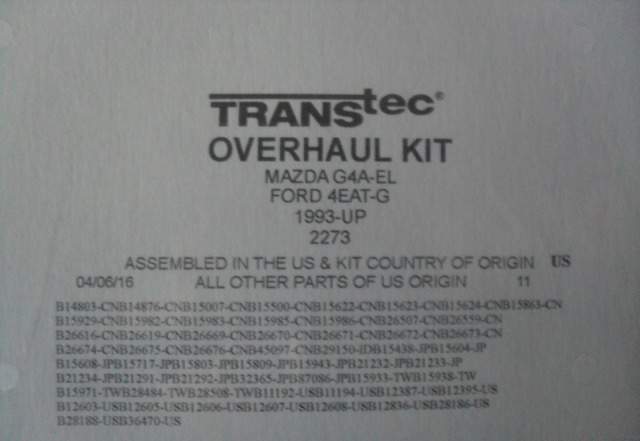 TRANStec®
OVERHAUL KIT
MAZDA G4A-EL
FORD 4EAT-G
1993-UP
2273
ASSEMBLED IN THE US & KIT COUNTRY OF ORIGIN US
04/06/16 ALL OTHER PARTS OF US ORIGIN 11
B14803-CNB14876-CNB15007-CNB15500-CNB15622-CNB15623-CNB15624-CNB15863-CN
B15929-CNB15982-CNB15983-CNB15985-CNB15986-CNB26507-CNB26559-CN
B26616-CNB26619-CNB26669-CNB26670-CNB26671-CNB26672-CNB26673-CN
B26674-CNB26675-CNB26676-CNB45097-CNB29150-IDB15438-JPB15604-JP
B15608-JPB15717-JPB15803-JPB15809-JPB15943-JPB21232-JPB21233-JP
B21234-JPB21291-JPB21292-JPB32365-JPB87086-JPB15933-TWB15938-TW
B15971-TWB28484-TWB28508-TWB11192-USB11194-USB12387-USB12395-US
B12603-USB12605-USB12606-USB12607-USB12608-USB12836-USB28186-US
B28188-USB36470-US